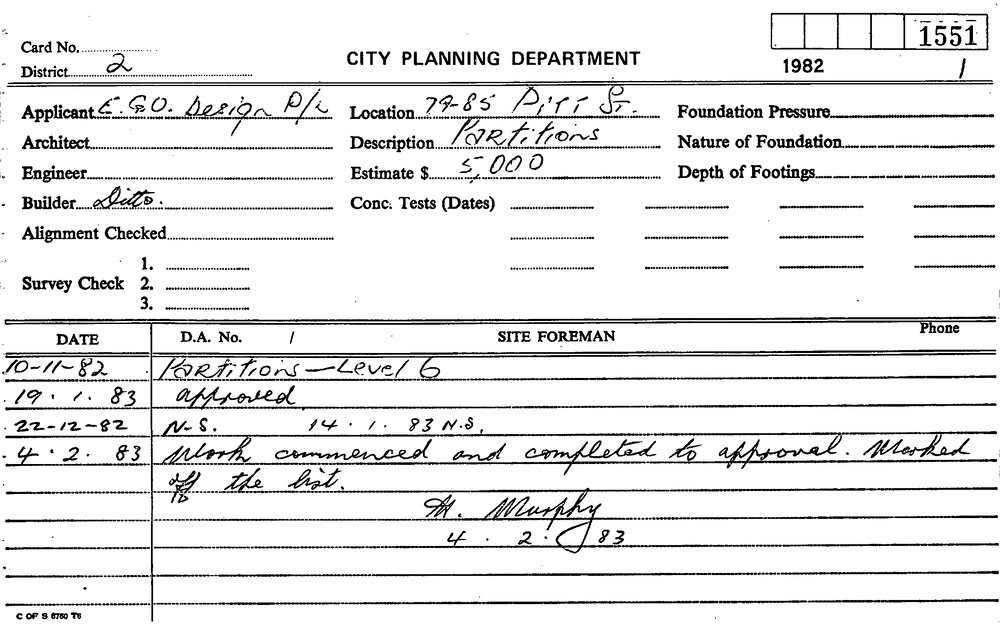 1551
Card No.
CITY PLANNING DEPARTMENT
District 2
1982 1
Applicant E.G.O. Design P/L Location 79-85 Pitt St. Foundation Pressure
Architect Description Partitions Nature of Foundation
Engineer Estimate $ 5,000 Depth of Footings
Builder Ditto. Conc. Tests (Dates)
Alignment Checked
1.
Survey Check 2.
3.
DATE D.A. No. / SITE FOREMAN Phone
10-11-82 Partitions - Level 6
19.1.83 approved
22-12-82 N-S. 14.1.83 N.S.
4.2.83 Work commenced and completed to approval. Marked
off the list.
M. Murphy
4.2.83
C OF S 6760 T6